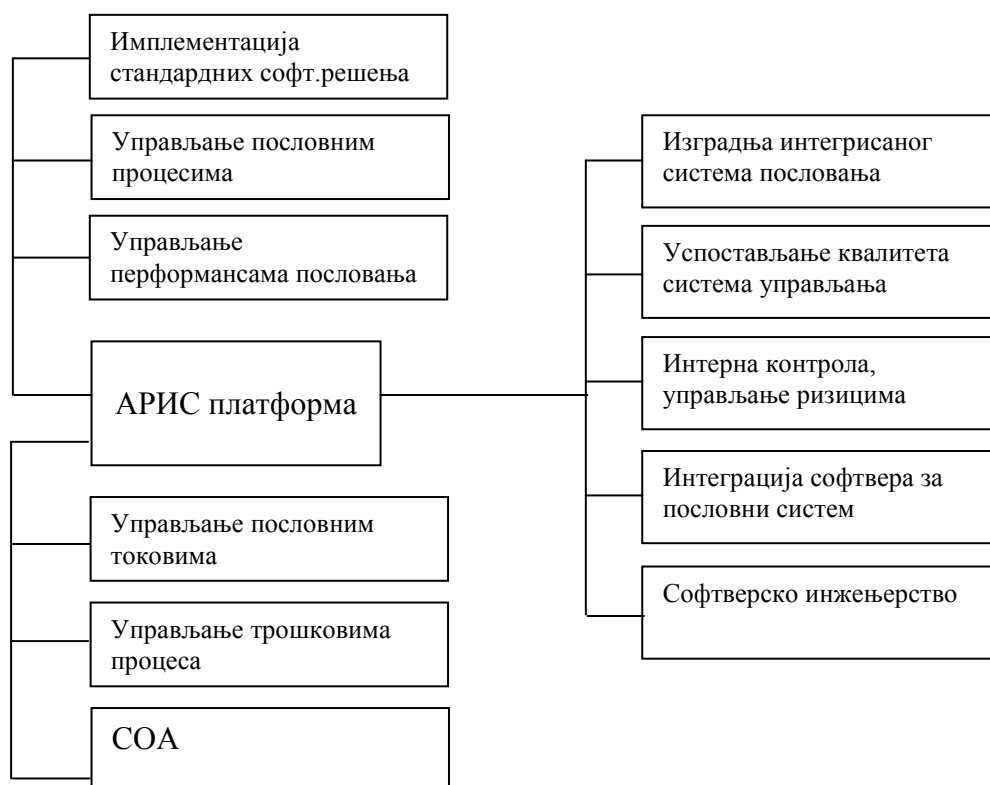 Имплементација
стандардних софт.решења
Управљање пословним
процесима
Управљање
перформансама пословања
АРИС платформа
Управљање пословним
токовима
Управљање трошковима
процеса
СОА
Изградња интегрисаног
система пословања
Успостављање квалитета
система управљања
Интерна контрола,
управљање ризицима
Интеграција софтвера за
пословни систем
Софтверско инжењерство